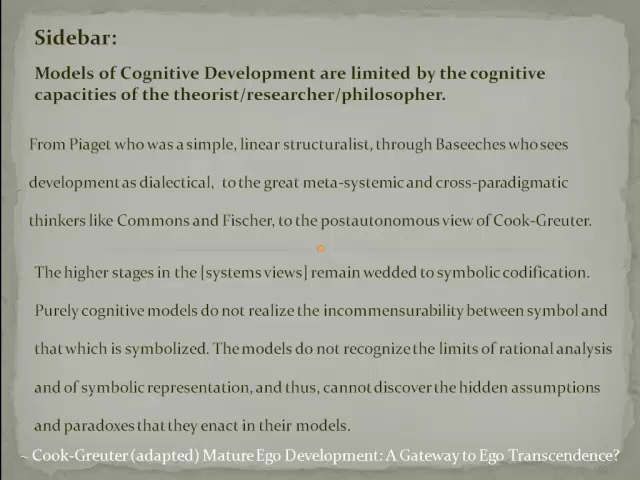 Sidebar:
Models of Cognitive Development are limited by the cognitive
capacities of the theorist/researcher/philosopher.
From Piaget who was a simple, linear structuralist, through Baseeches who sees
development as dialectical, to the great meta-systemic and cross-paradigmatic
thinkers like Commons and Fischer, to the postautonomous view of Cook-Greuter.
The higher stages in the [systems views] remain wedded to symbolic codification.
Purely cognitive models do not realize the incommensurability between symbol and
that which is symbolized. The models do not recognize the limits of rational analysis
and of symbolic representation, and thus, cannot discover the hidden assumptions
and paradoxes that they enact in their models.
~ Cook-Greuter (adapted) Mature Ego Development: A Gateway to Ego Transcendence?